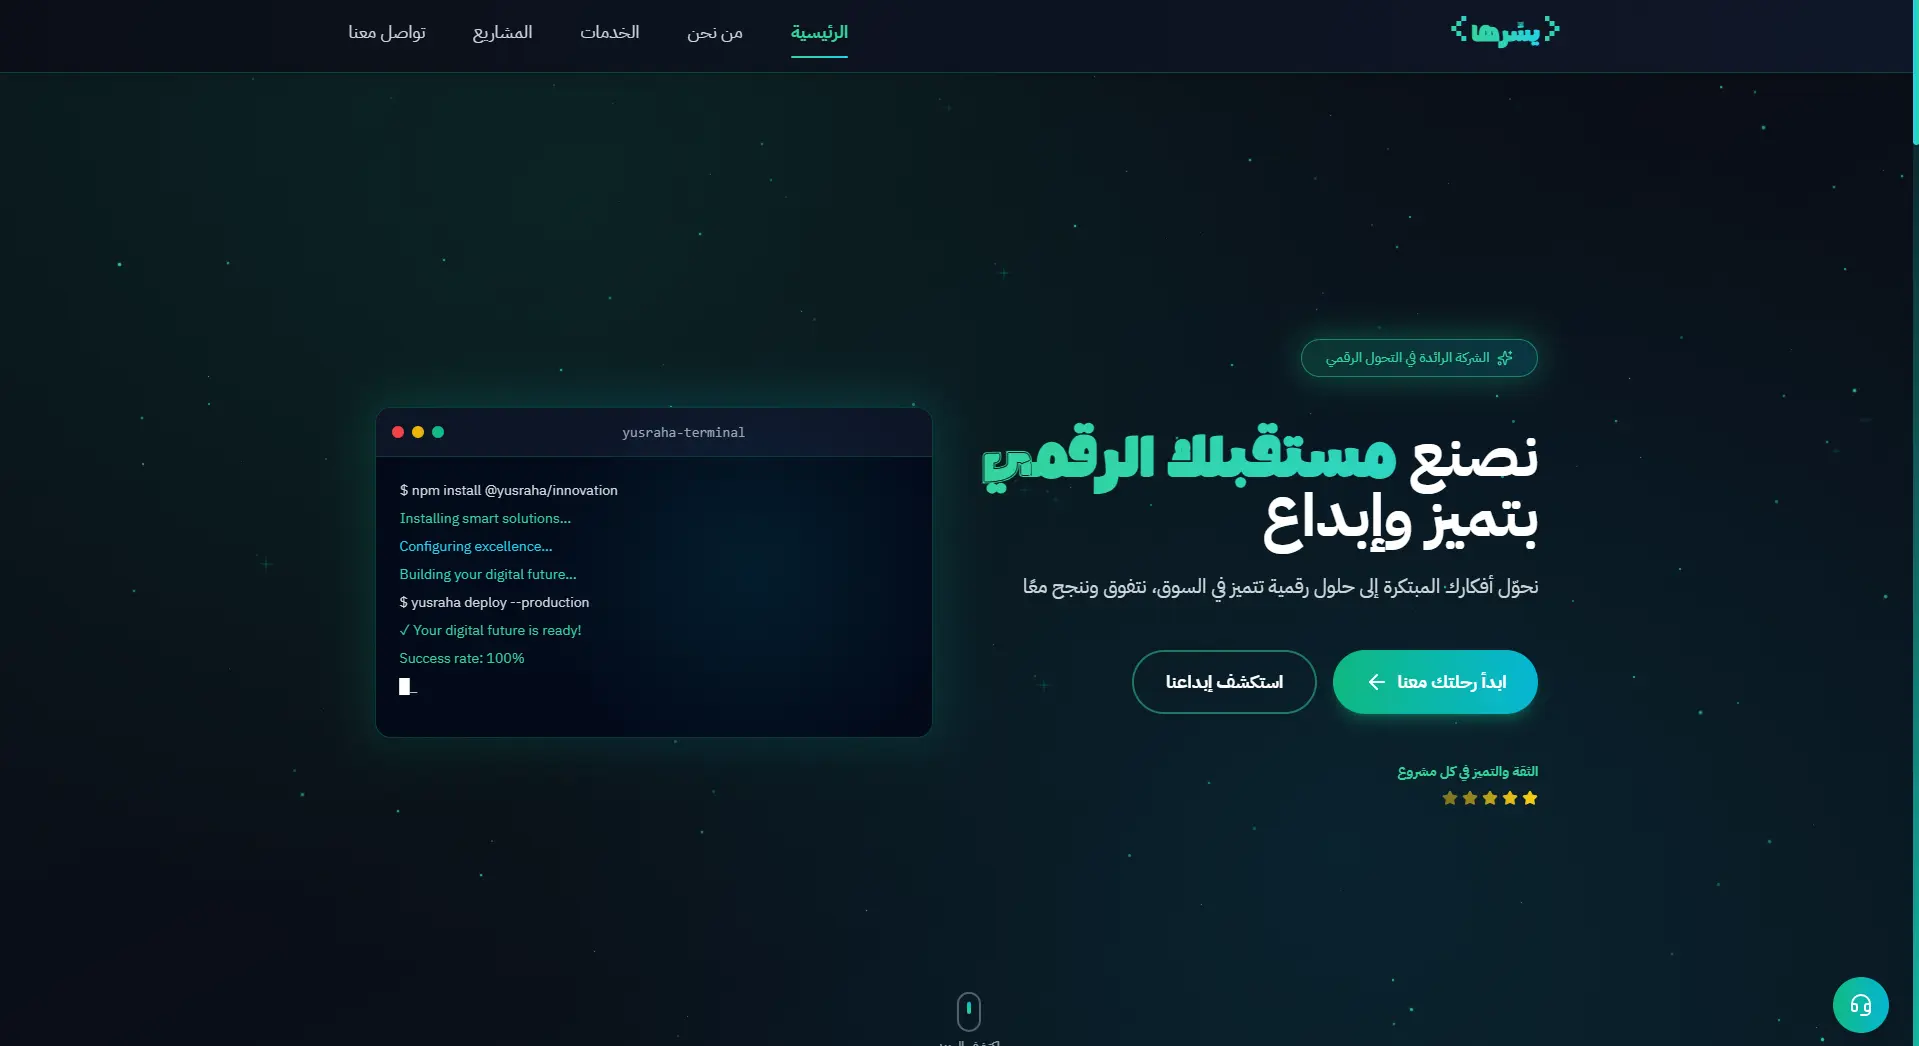 يسّرها
الرئيسية
من نحن
الخدمات
المشاريع
تواصل معنا
الشركة الرائدة في التحول الرقمي
نصنع مستقبلك الرقمي
بتميز وإبداع
نحوّل أفكارك المبتكرة إلى حلول رقمية تتميز في السوق، نتفوق وننجح معًا
ابدأ رحلتك معنا
استكشف إبداعنا
الثقة والتميز في كل مشروع
yusraha-terminal
$ npm install @yusraha/innovation
Installing smart solutions...
Configuring excellence...
Building your digital future...
$ yusraha deploy --production
✓ Your digital future is ready!
Success rate: 100%
_